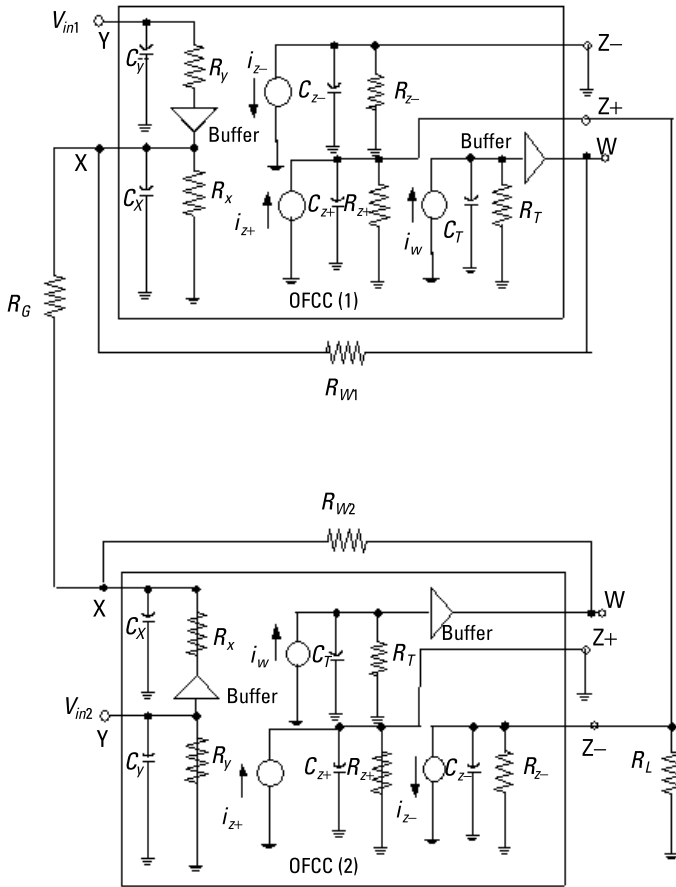 V_in1
Y
C_y
R_y
Buffer
i_z−
C_z−
R_z−
Z−
Z+
X
C_X
R_x
i_z+
C_z+
R_z+
Buffer
i_w
C_T
R_T
W
OFCC (1)
R_G
R_W1
R_W2
X
C_X
R_x
Buffer
V_in2
Y
C_y
R_y
i_w
C_T
R_T
Buffer
W
Z+
i_z+
C_z+
R_z+
i_z−
C_z−
R_z−
Z−
R_L
OFCC (2)